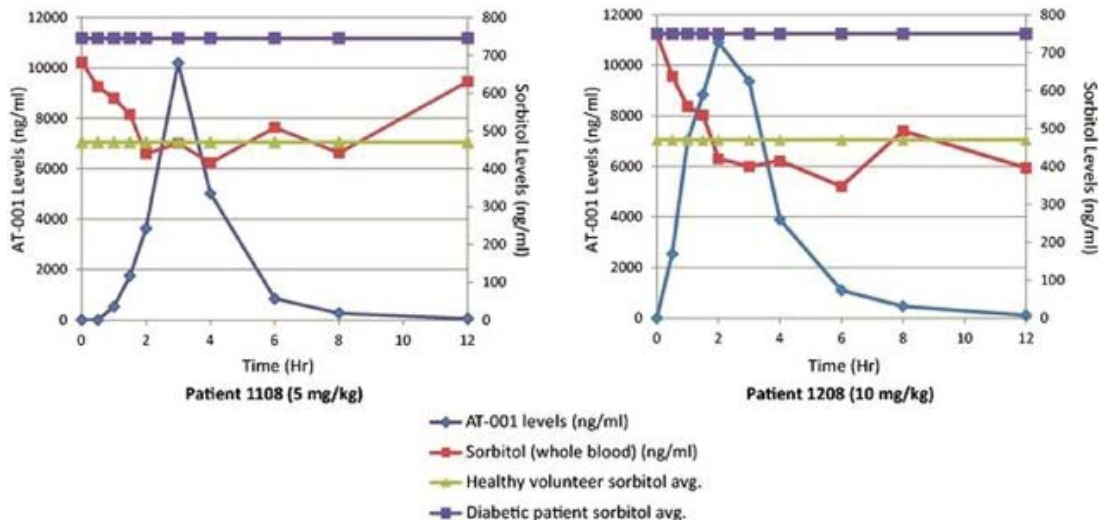 12000
10000
8000
6000
4000
2000
0
AT-001 Levels (ng/ml)
800
700
600
500
400
300
200
100
0
Sorbitol Levels (ng/ml)
0 2 4 6 8 10 12
Time (Hr)
Patient 1108 (5 mg/kg)
12000
10000
8000
6000
4000
2000
0
AT-001 Levels (ng/ml)
800
700
600
500
400
300
200
100
0
Sorbitol Levels (ng/ml)
0 2 4 6 8 10 12
Time (Hr)
Patient 1208 (10 mg/kg)
AT-001 levels (ng/ml)
Sorbitol (whole blood) (ng/ml)
Healthy volunteer sorbitol avg.
Diabetic patient sorbitol avg.